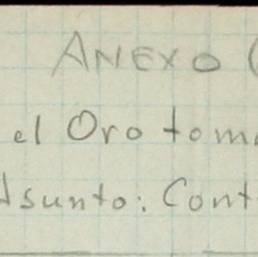 ANEXO (
el Oro toma
Asunto: Cont